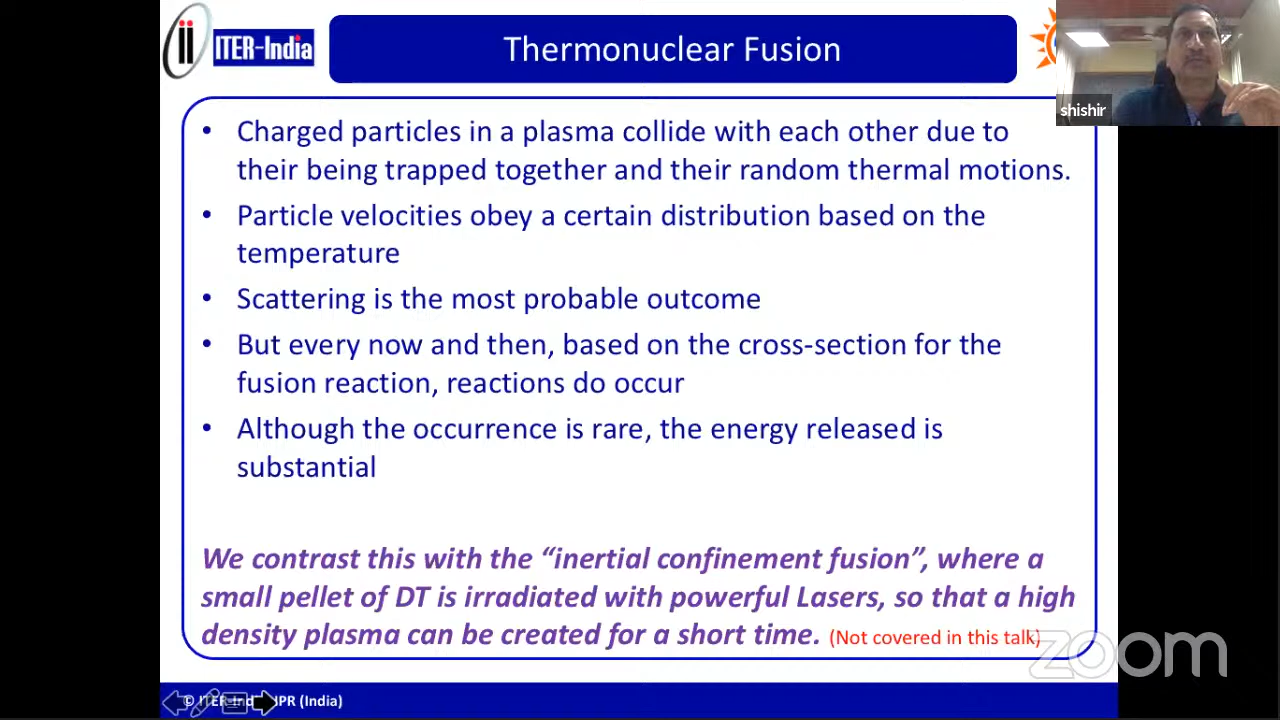 ii ITER-India
Thermonuclear Fusion
shishir
• Charged particles in a plasma collide with each other due to
their being trapped together and their random thermal motions.
• Particle velocities obey a certain distribution based on the
temperature
• Scattering is the most probable outcome
• But every now and then, based on the cross-section for the
fusion reaction, reactions do occur
• Although the occurrence is rare, the energy released is
substantial
We contrast this with the “inertial confinement fusion”, where a
small pellet of DT is irradiated with powerful Lasers, so that a high
density plasma can be created for a short time. (Not covered in this talk)
zoom
© (India)